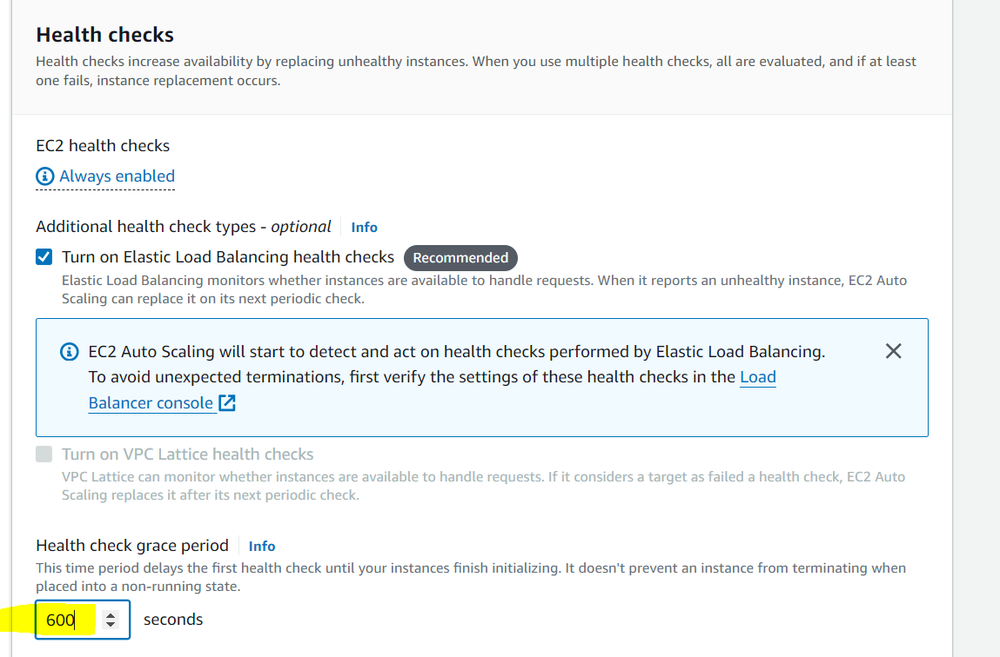 Health checks
Health checks increase availability by replacing unhealthy instances. When you use multiple health checks, all are evaluated, and if at least
one fails, instance replacement occurs.
EC2 health checks
Always enabled
Additional health check types - optional Info
Turn on Elastic Load Balancing health checks Recommended
Elastic Load Balancing monitors whether instances are available to handle requests. When it reports an unhealthy instance, EC2 Auto
Scaling can replace it on its next periodic check.
EC2 Auto Scaling will start to detect and act on health checks performed by Elastic Load Balancing.
To avoid unexpected terminations, first verify the settings of these health checks in the Load
Balancer console
Turn on VPC Lattice health checks
VPC Lattice can monitor whether instances are available to handle requests. If it considers a target as failed a health check, EC2 Auto
Scaling replaces it after its next periodic check.
Health check grace period Info
This time period delays the first health check until your instances finish initializing. It doesn't prevent an instance from terminating when
placed into a non-running state.
600 seconds